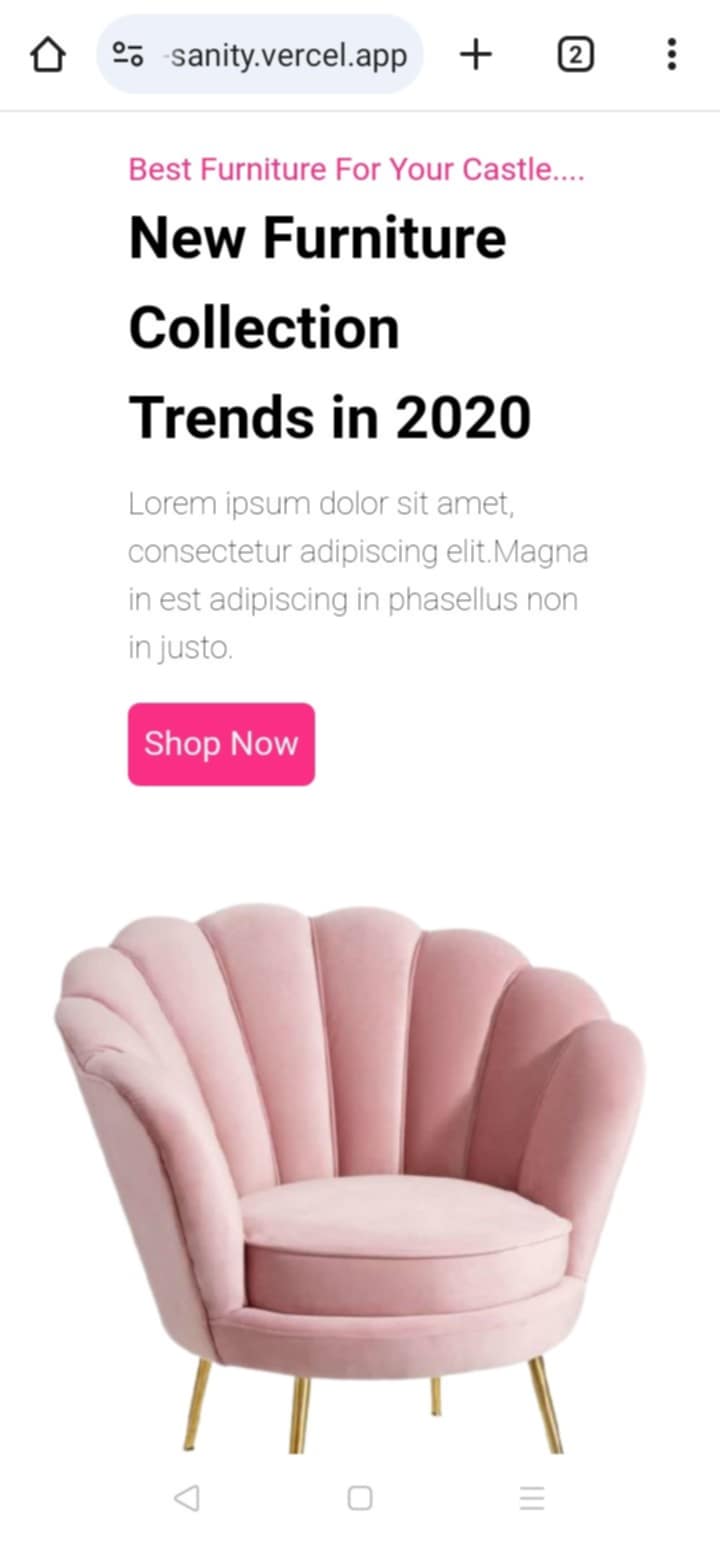 -sanity.vercel.app
2
Best Furniture For Your Castle....
New Furniture
Collection
Trends in 2020
Lorem ipsum dolor sit amet,
consectetur adipiscing elit.Magna
in est adipiscing in phasellus non
in justo.
Shop Now